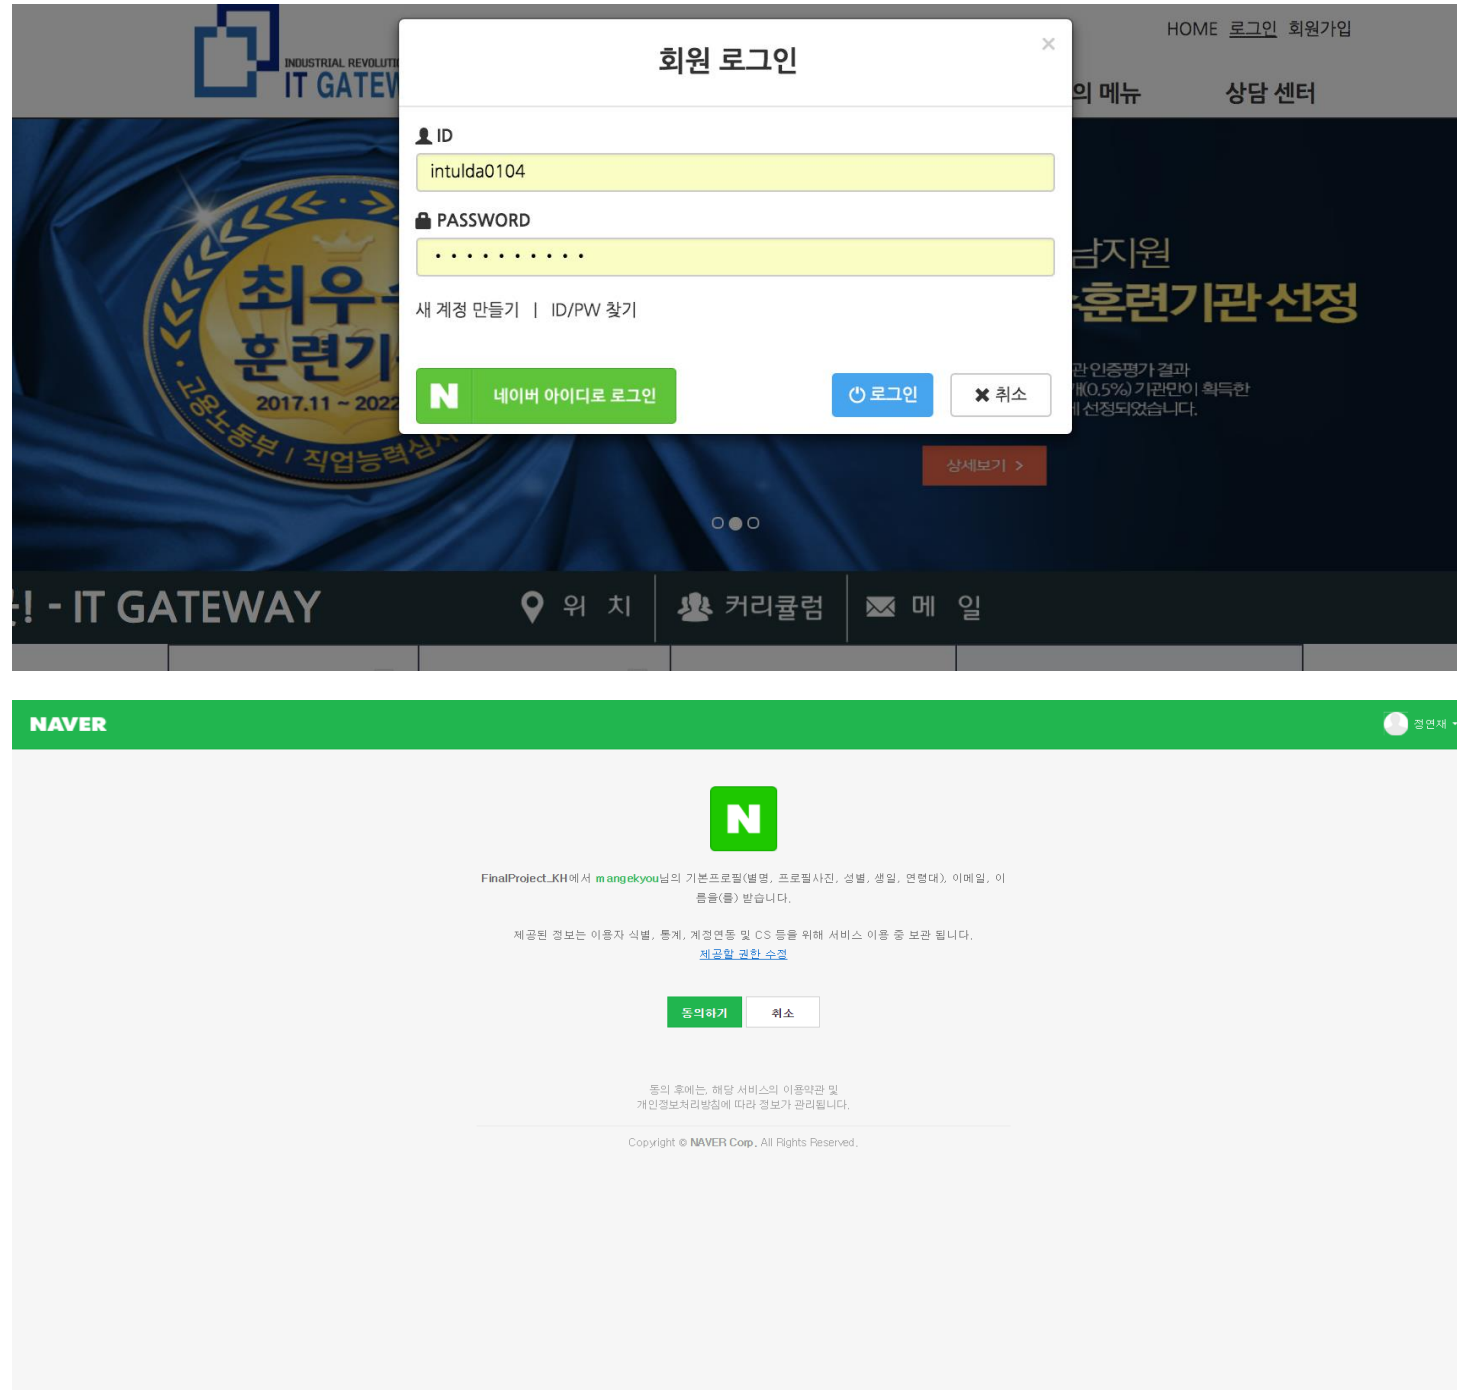 INDUSTRIAL REVOLUTI
IT GATEW
HOME 로그인 회원가입
의 메뉴 상담 센터
회원 로그인
×
ID
intulda0104
PASSWORD
새 계정 만들기 | ID/PW 찾기
N 네이버 아이디로 로그인
로그인
취소
최우수
훈련기
2017.11 ~ 2022
고용노동부 / 직업능력심사
남지원
훈련기관 선정
관 인증평가 결과
개(0.5%) 기관만이 획득한
에 선정되었습니다.
상세보기 >
! - IT GATEWAY
위 치
커리큘럼
메 일
NAVER
정연재
N
FinalProject_KH에서 mangekyou님의 기본프로필(별명, 프로필사진, 성별, 생일, 연령대), 이메일, 이
름을(를) 받습니다.
제공된 정보는 이용자 식별, 통계, 계정연동 및 CS 등을 위해 서비스 이용 중 보관 됩니다.
제공할 권한 수정
동의하기 취소
동의 후에는, 해당 서비스의 이용약관 및
개인정보처리방침에 따라 정보가 관리됩니다.
Copyright © NAVER Corp. All Rights Reserved.